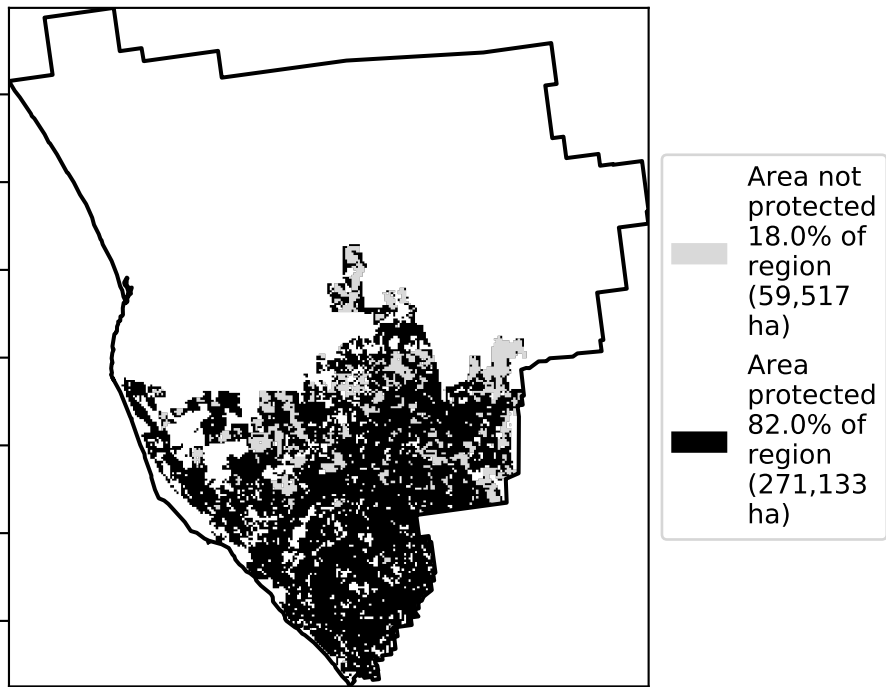 Area not
protected
18.0% of
region
(59,517
ha)
Area
protected
82.0% of
region
(271,133
ha)